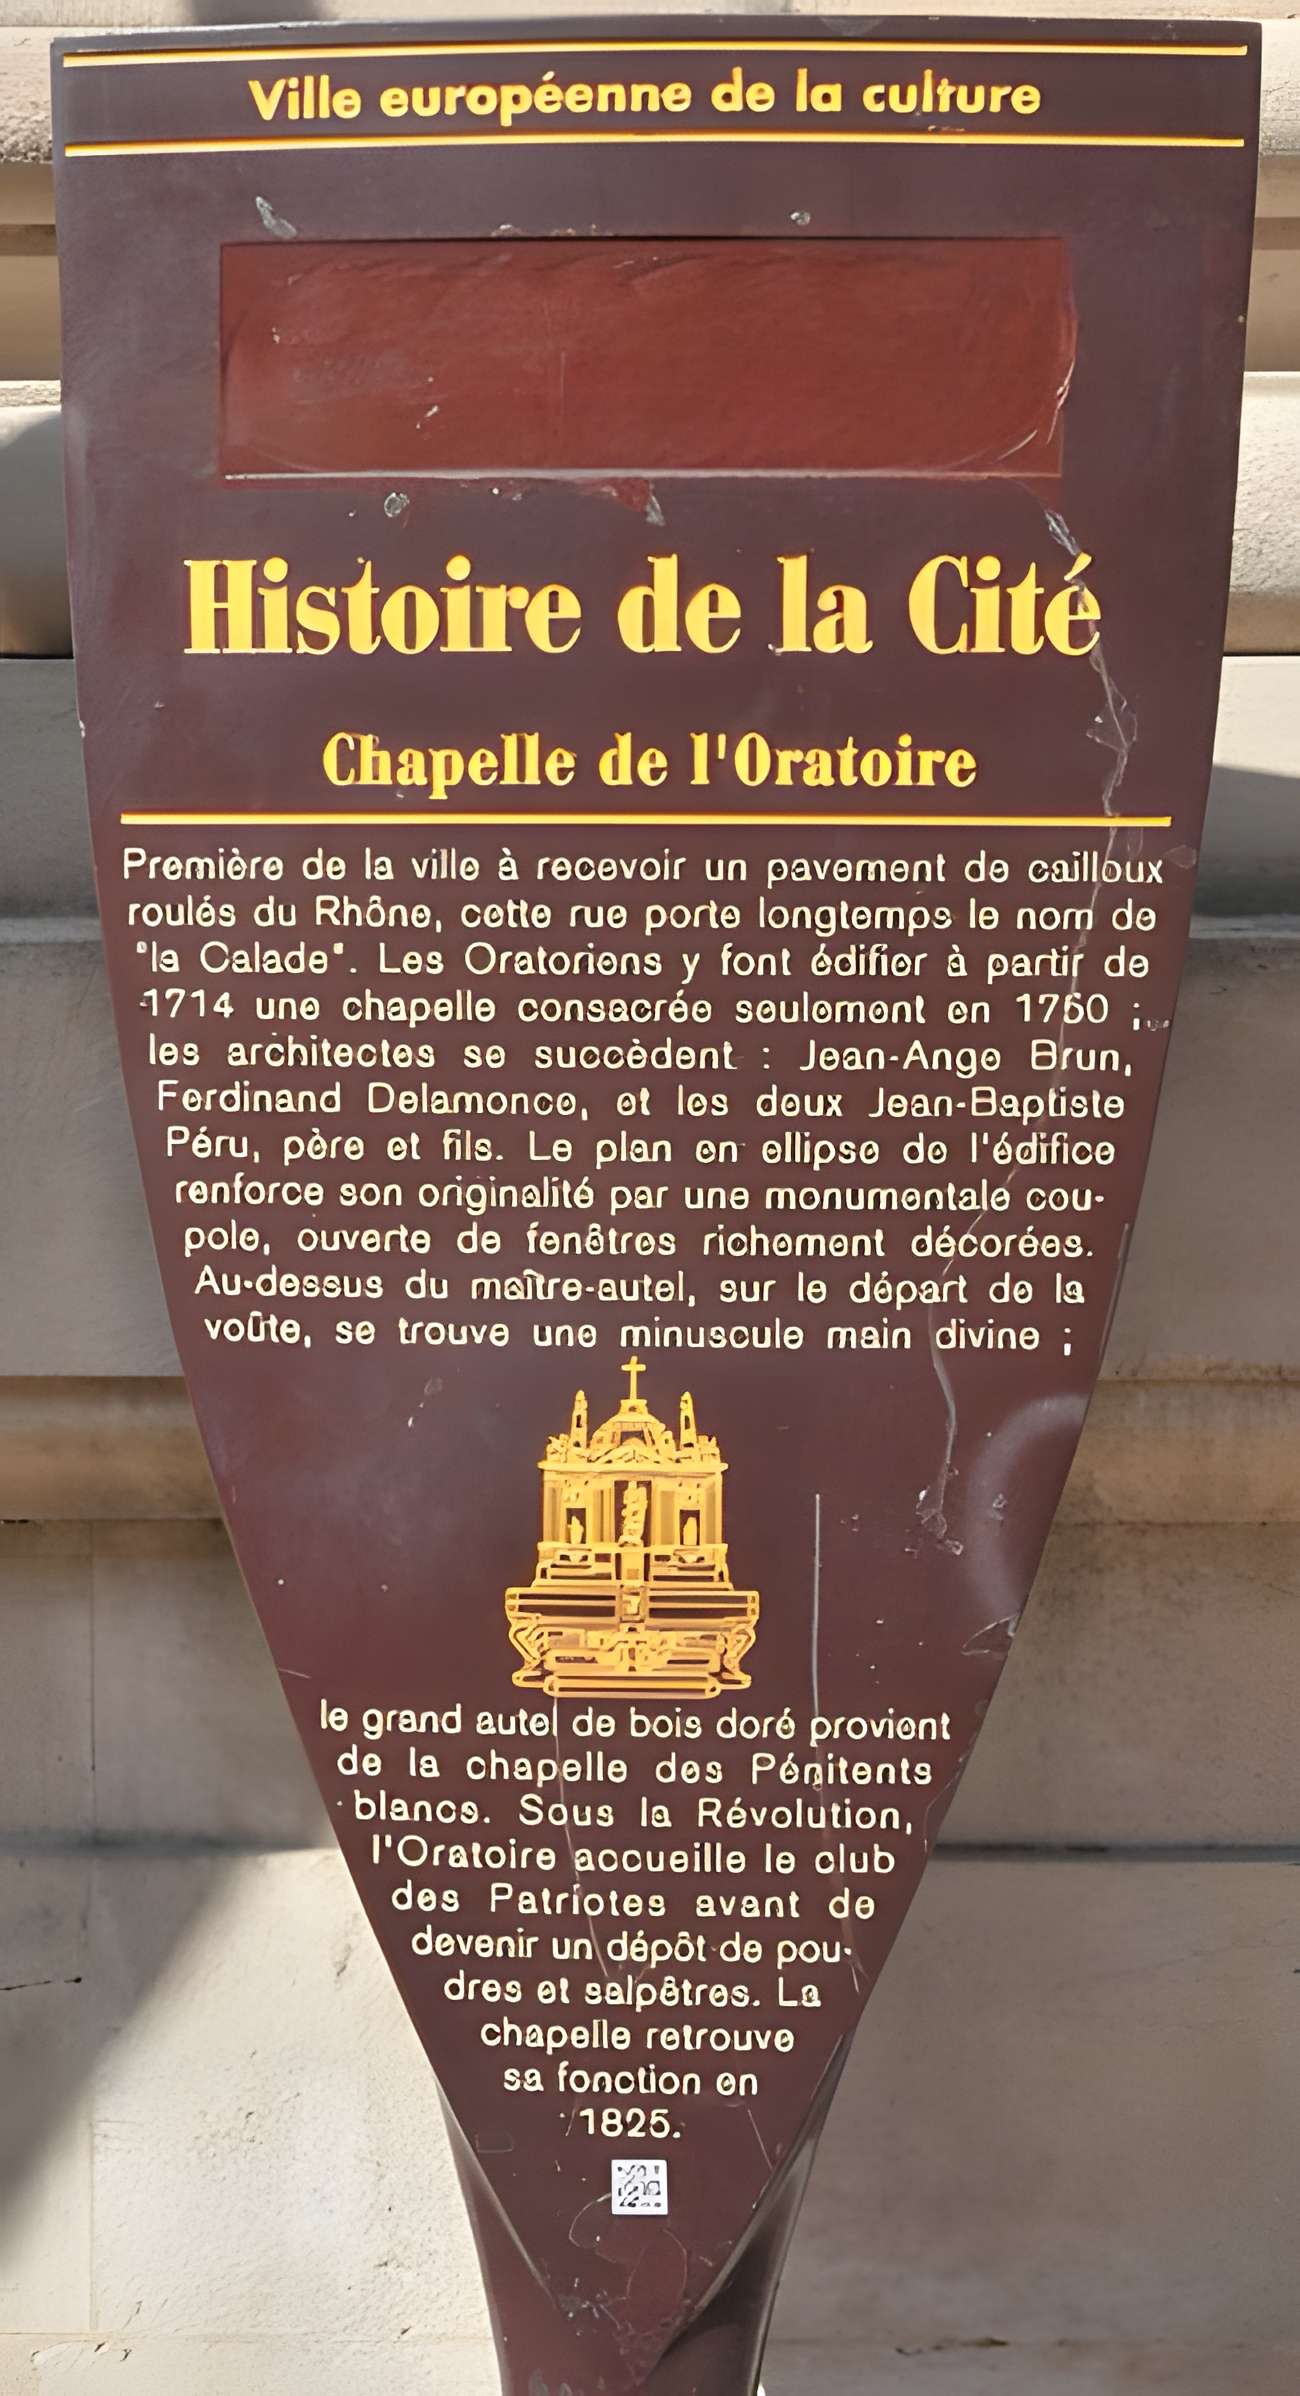 Ville européenne de la culture
Histoire de la Cité
Chapelle de l'Oratoire
Première de la ville à recevoir un pavement de cailloux
roulés du Rhône, cette rue porte longtemps le nom de
"la Calade". Les Oratoriens y font édifier à partir de
1714 une chapelle consacrée seulement en 1750 ;
les architectes se succèdent : Jean-Ange Brun,
Ferdinand Delamonce, et les deux Jean-Baptiste
Péru, père et fils. Le plan en ellipse de l'édifice
renforce son originalité par une monumentale cou-
pole, ouverte de fenêtres richement décorées.
Au-dessus du maître-autel, sur le départ de la
voûte, se trouve une minuscule main divine ;
le grand autel de bois doré provient
de la chapelle des Pénitents
blancs. Sous la Révolution,
l'Oratoire accueille le club
des Patriotes avant de
devenir un dépôt de pou-
dres et salpêtres. La
chapelle retrouve
sa fonction en
1825.